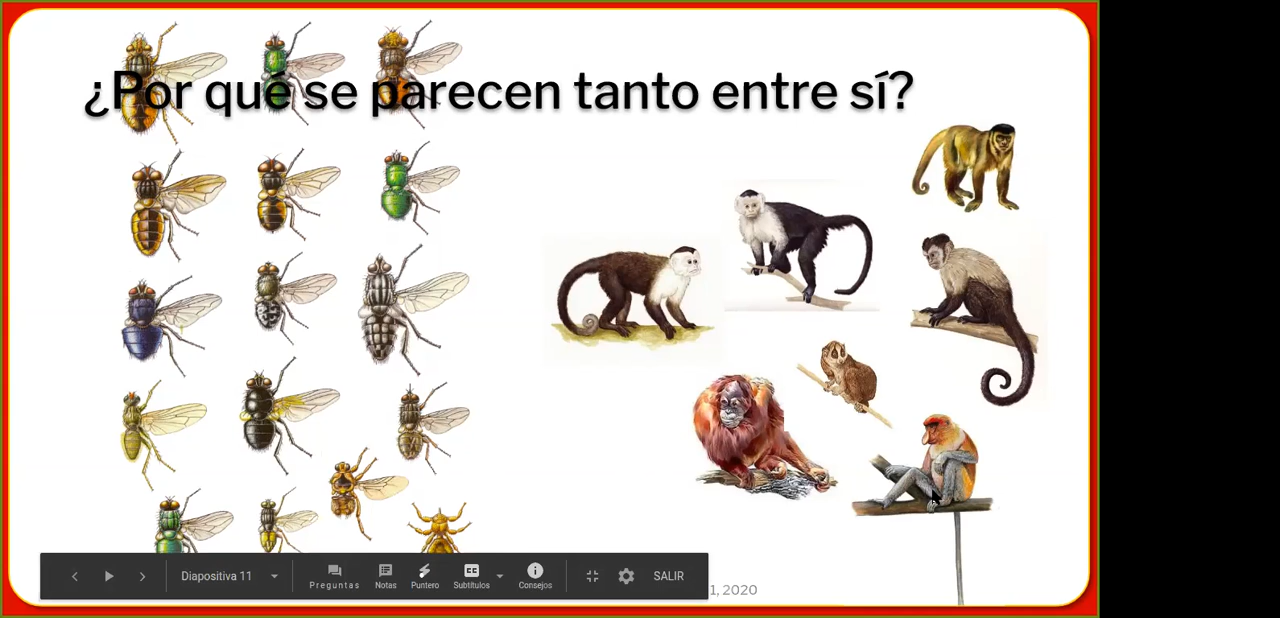 ¿Por qué se parecen tanto entre sí?
Diapositiva 11
Preguntas
Notas
Puntero
Subtítulos
Consejos
SALIR
1, 2020